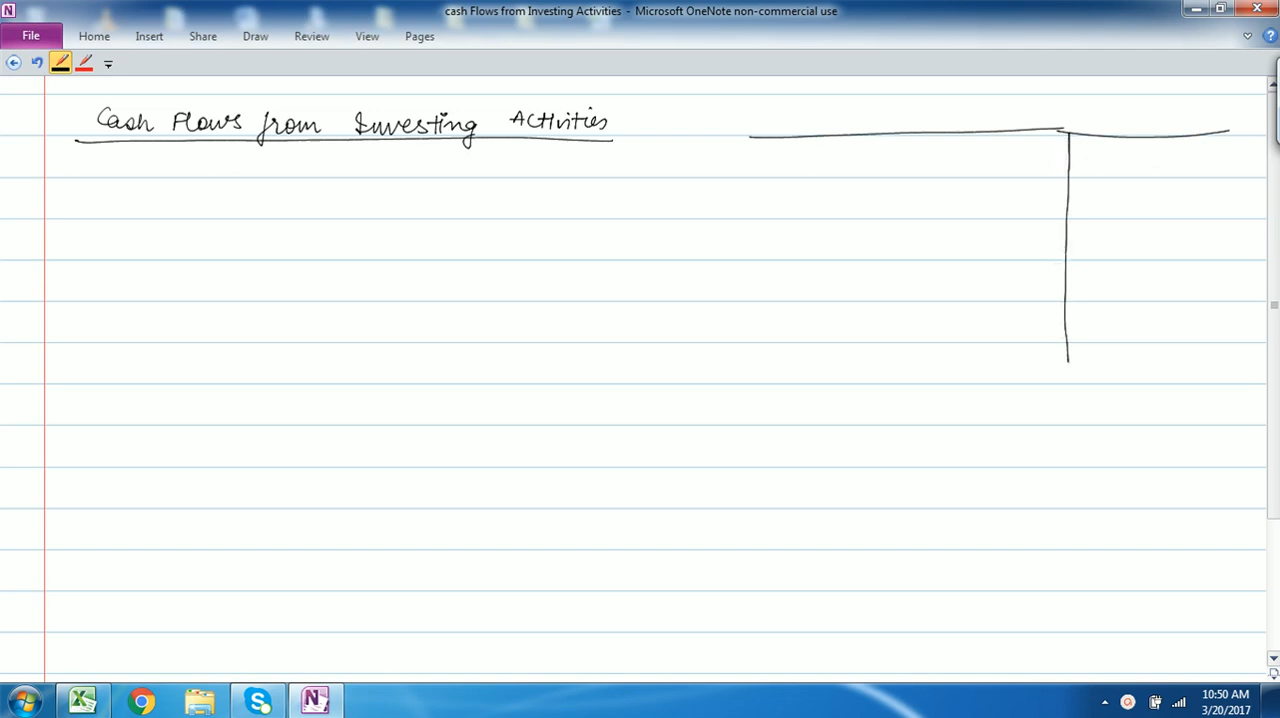 cash Flows from Investing Activities - Microsoft OneNote non-commercial use
File Home Insert Share Draw Review View Pages
Cash Flows from Investing Activities
10:50 AM
3/20/2017